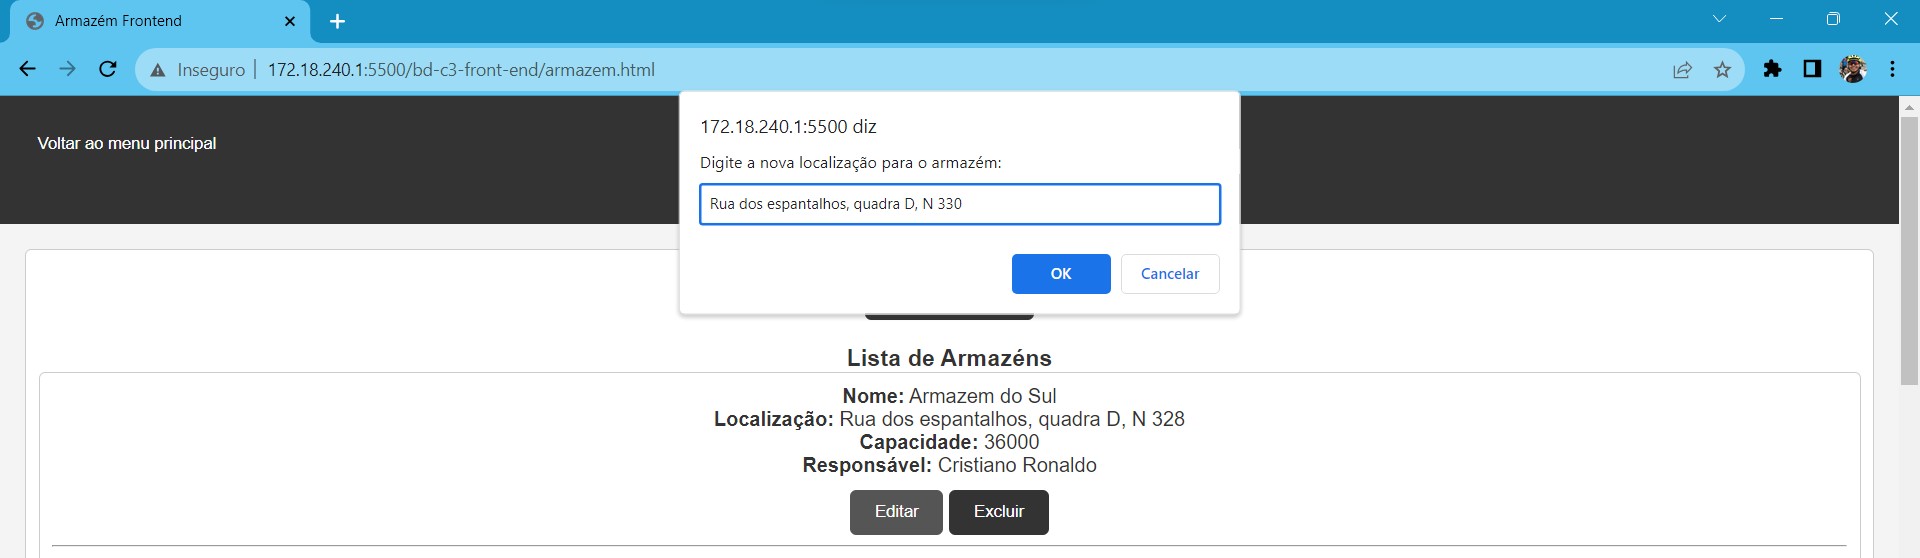 Armazém Frontend
Inseguro
172.18.240.1:5500/bd-c3-front-end/armazem.html
Voltar ao menu principal
172.18.240.1:5500 diz
Digite a nova localização para o armazém:
Rua dos espantalhos, quadra D, N 330
OK
Cancelar
Lista de Armazéns
Nome: Armazem do Sul
Localização: Rua dos espantalhos, quadra D, N 328
Capacidade: 36000
Responsável: Cristiano Ronaldo
Editar
Excluir